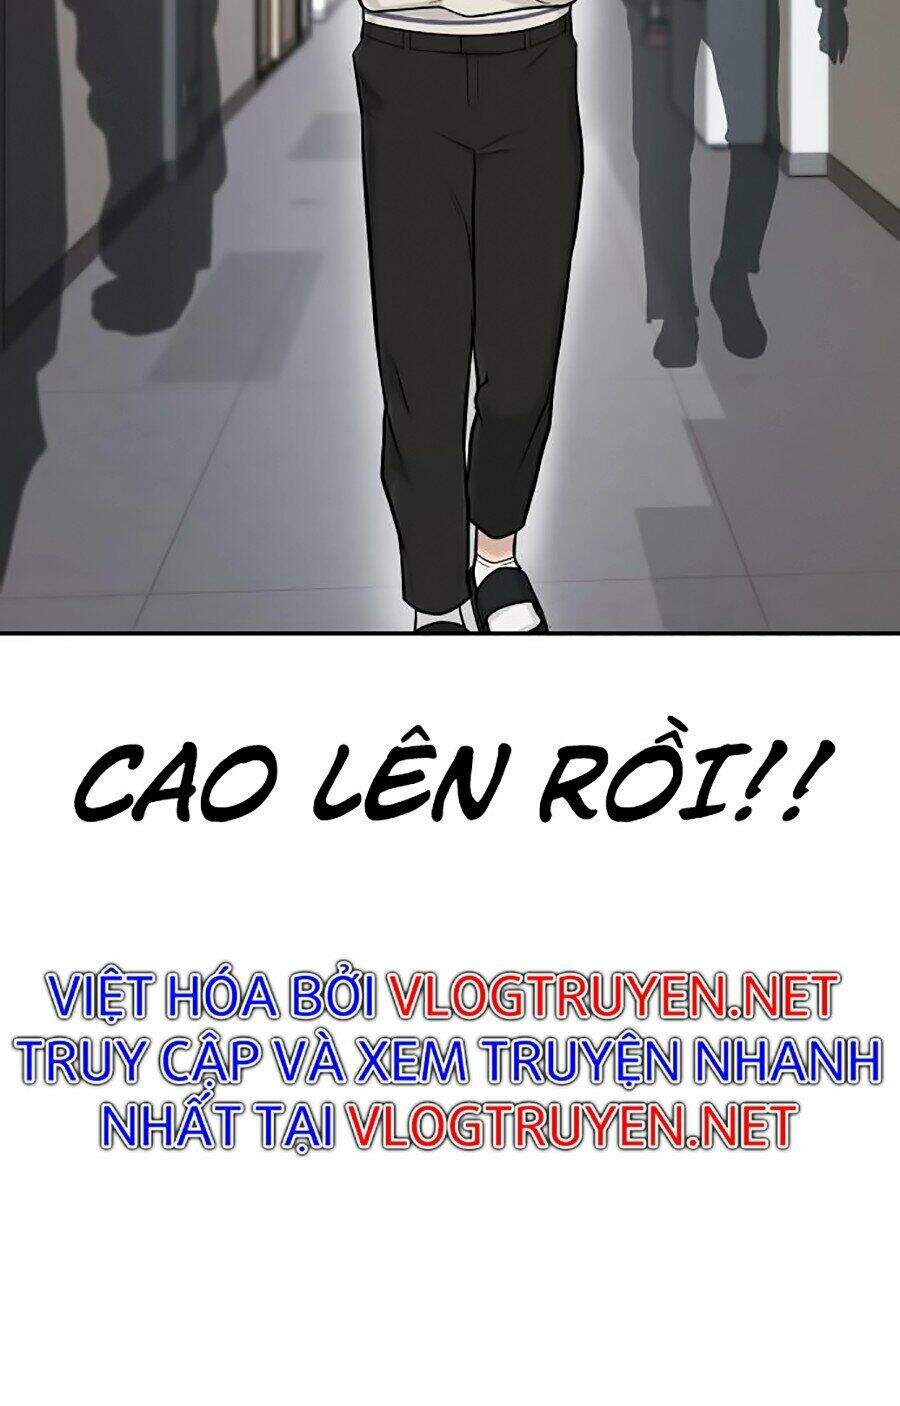 CAO LÊN RỒI!!
VIỆT HÓA BỞI VLOGTRUYEN.NET
TRUY CẬP VÀ XEM TRUYỆN NHANH
NHẤT TẠI VLOGTRUYEN.NET